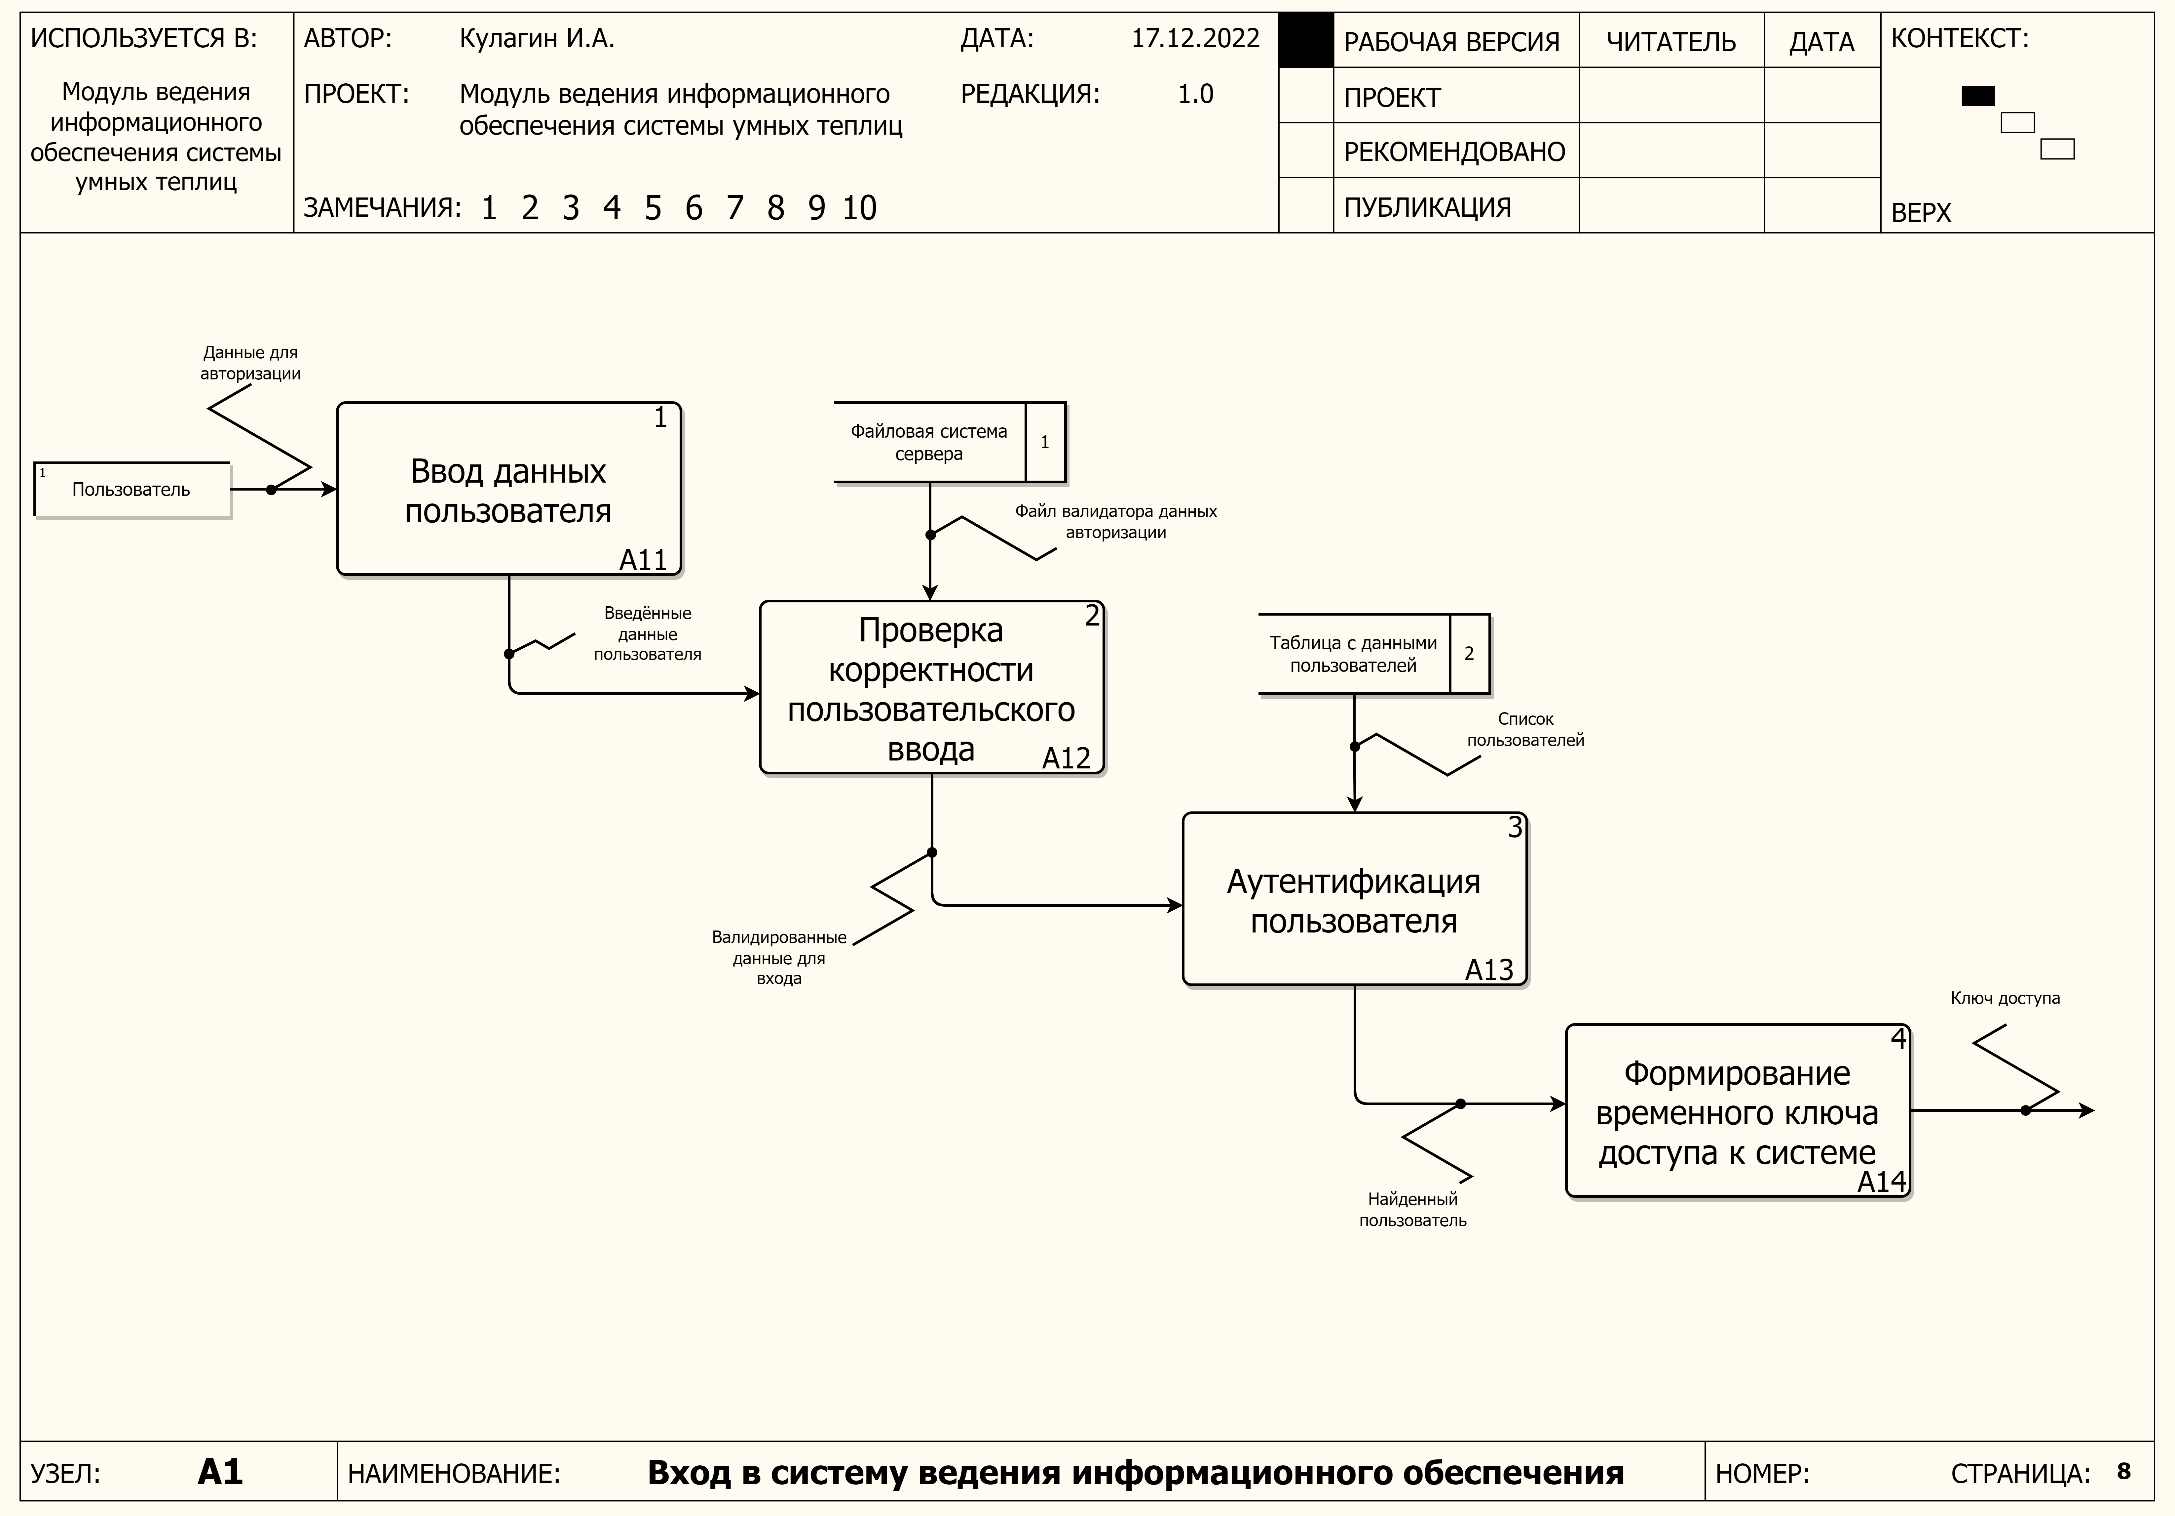 ИСПОЛЬЗУЕТСЯ В:
Модуль ведения
информационного
обеспечения системы
умных теплиц
АВТОР: Кулагин И.А.
ДАТА: 17.12.2022
ПРОЕКТ: Модуль ведения информационного
обеспечения системы умных теплиц
РЕДАКЦИЯ: 1.0
ЗАМЕЧАНИЯ: 1 2 3 4 5 6 7 8 9 10
РАБОЧАЯ ВЕРСИЯ ЧИТАТЕЛЬ ДАТА
ПРОЕКТ
РЕКОМЕНДОВАНО
ПУБЛИКАЦИЯ
КОНТЕКСТ:
ВЕРХ
Данные для
авторизации
1
Пользователь
1
Ввод данных
пользователя
А11
Файловая система
сервера
1
Файл валидатора данных
авторизации
Введённые
данные
пользователя
2
Проверка
корректности
пользовательского
ввода
А12
Таблица с данными
пользователей
2
Список
пользователей
Валидированные
данные для
входа
3
Аутентификация
пользователя
А13
Найденный
пользователь
4
Формирование
временного ключа
доступа к системе
А14
Ключ доступа
УЗЕЛ: А1
НАИМЕНОВАНИЕ: Вход в систему ведения информационного обеспечения
НОМЕР:
СТРАНИЦА: 8